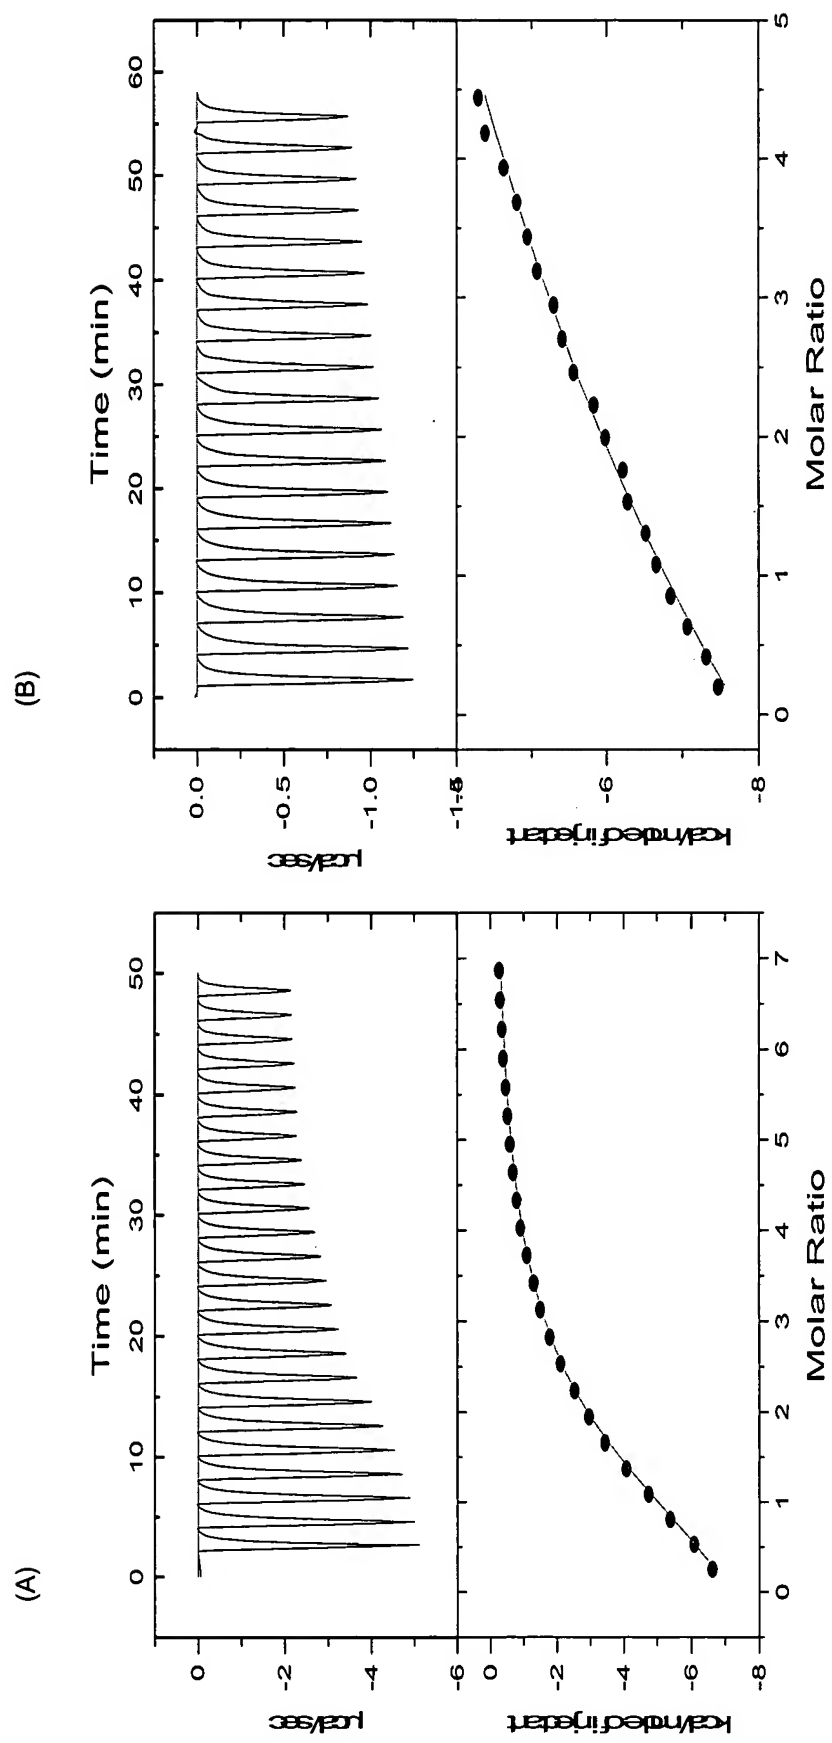 (A)
Time (min)
0 10 20 30 40 50
0
-2
-4
-6
µcal/sec
0
-2
-4
-6
-8
kcal/mole of injectant
0 1 2 3 4 5 6 7
Molar Ratio
(B)
Time (min)
0 10 20 30 40 50 60
0.0
-0.5
-1.0
µcal/sec
-6
-8
kcal/mole of injectant
0 1 2 3 4 5
Molar Ratio